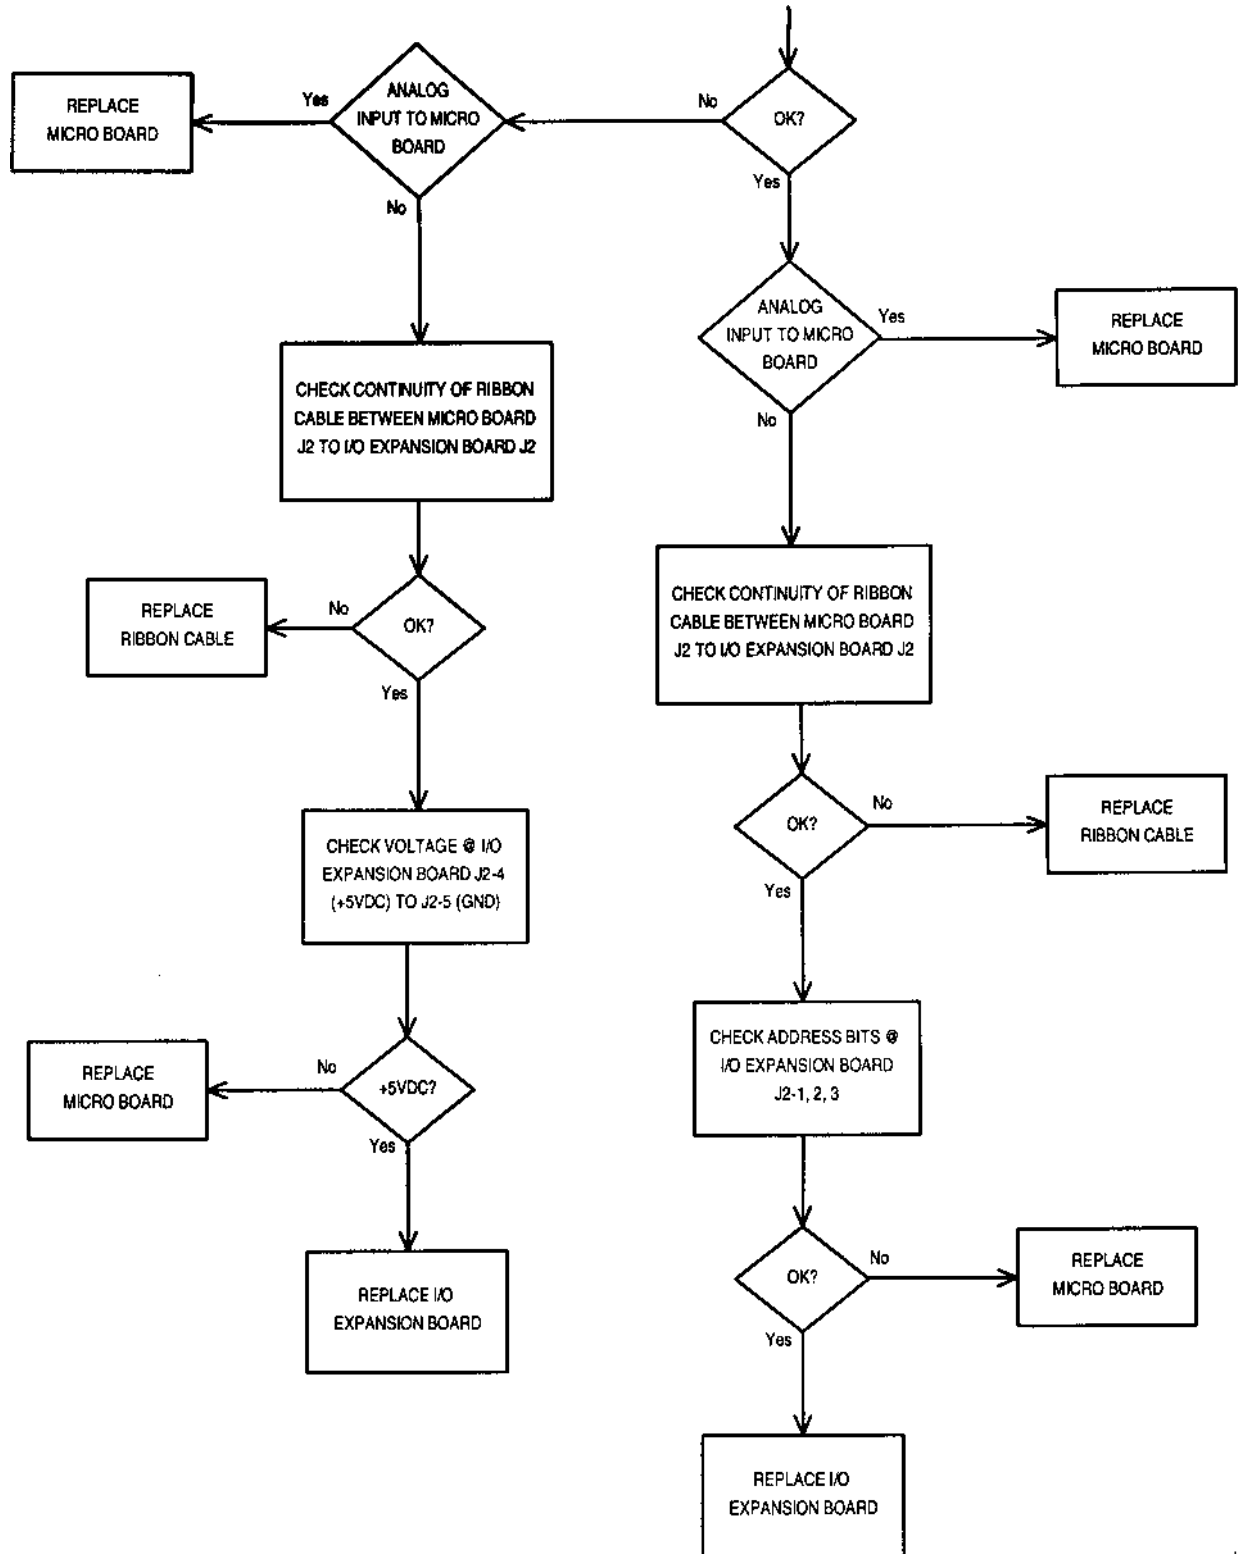 REPLACE
MICRO BOARD
Yes
ANALOG
INPUT TO MICRO
BOARD
No
No
OK?
Yes
ANALOG
INPUT TO MICRO
BOARD
Yes
REPLACE
MICRO BOARD
No
CHECK CONTINUITY OF RIBBON
CABLE BETWEEN MICRO BOARD
J2 TO I/O EXPANSION BOARD J2
REPLACE
RIBBON CABLE
No
OK?
Yes
CHECK CONTINUITY OF RIBBON
CABLE BETWEEN MICRO BOARD
J2 TO I/O EXPANSION BOARD J2
OK?
No
REPLACE
RIBBON CABLE
Yes
CHECK VOLTAGE @ I/O
EXPANSION BOARD J2-4
(+5VDC) TO J2-5 (GND)
REPLACE
MICRO BOARD
No
+5VDC?
Yes
REPLACE I/O
EXPANSION BOARD
CHECK ADDRESS BITS @
I/O EXPANSION BOARD
J2-1, 2, 3
OK?
No
REPLACE
MICRO BOARD
Yes
REPLACE I/O
EXPANSION BOARD